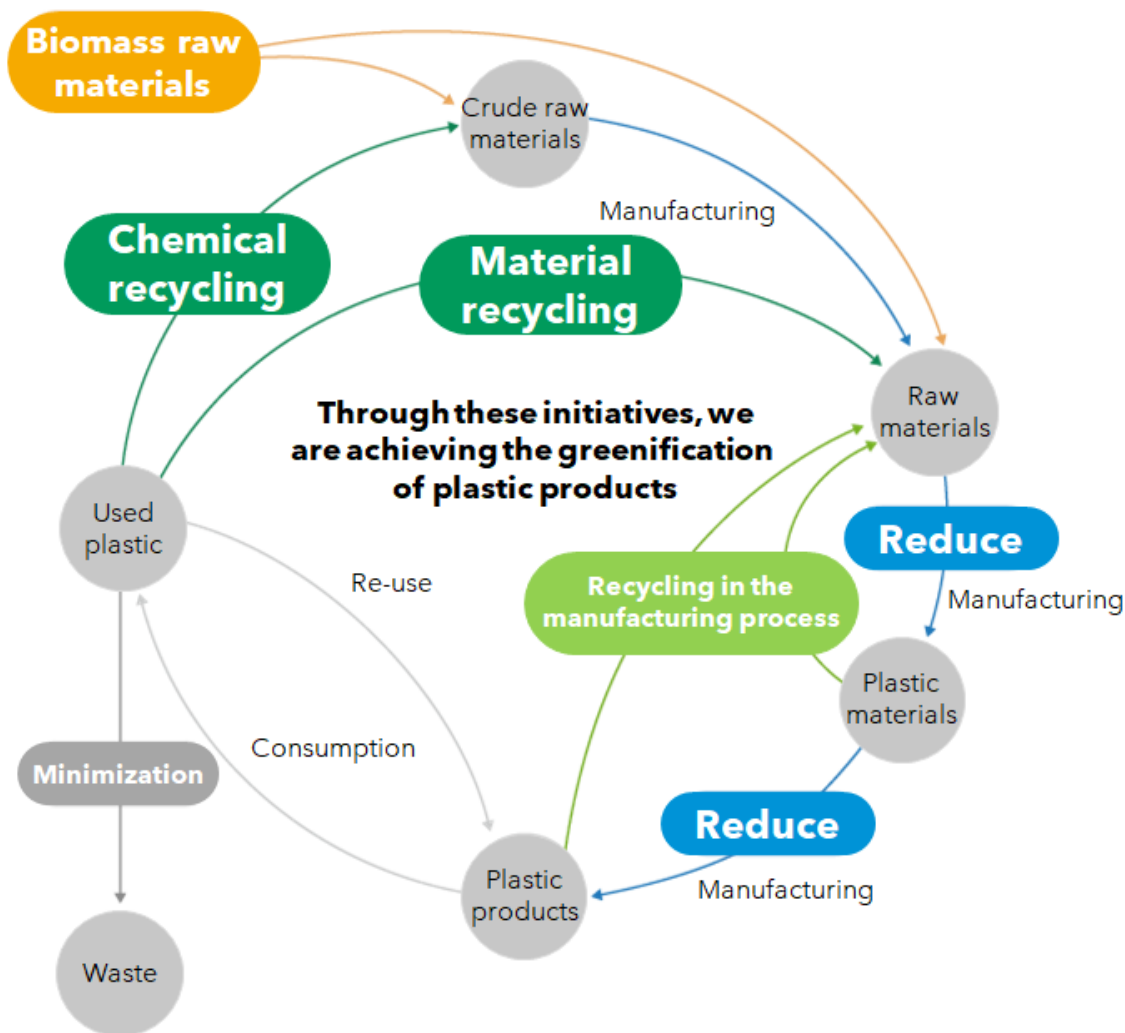 Biomass raw
materials
Crude raw
materials
Manufacturing
Chemical
recycling
Material
recycling
Raw
materials
Through these initiatives, we
are achieving the greenification
of plastic products
Used
plastic
Reduce
Re-use
Recycling in the
manufacturing process
Manufacturing
Plastic
materials
Consumption
Minimization
Reduce
Plastic
products
Manufacturing
Waste